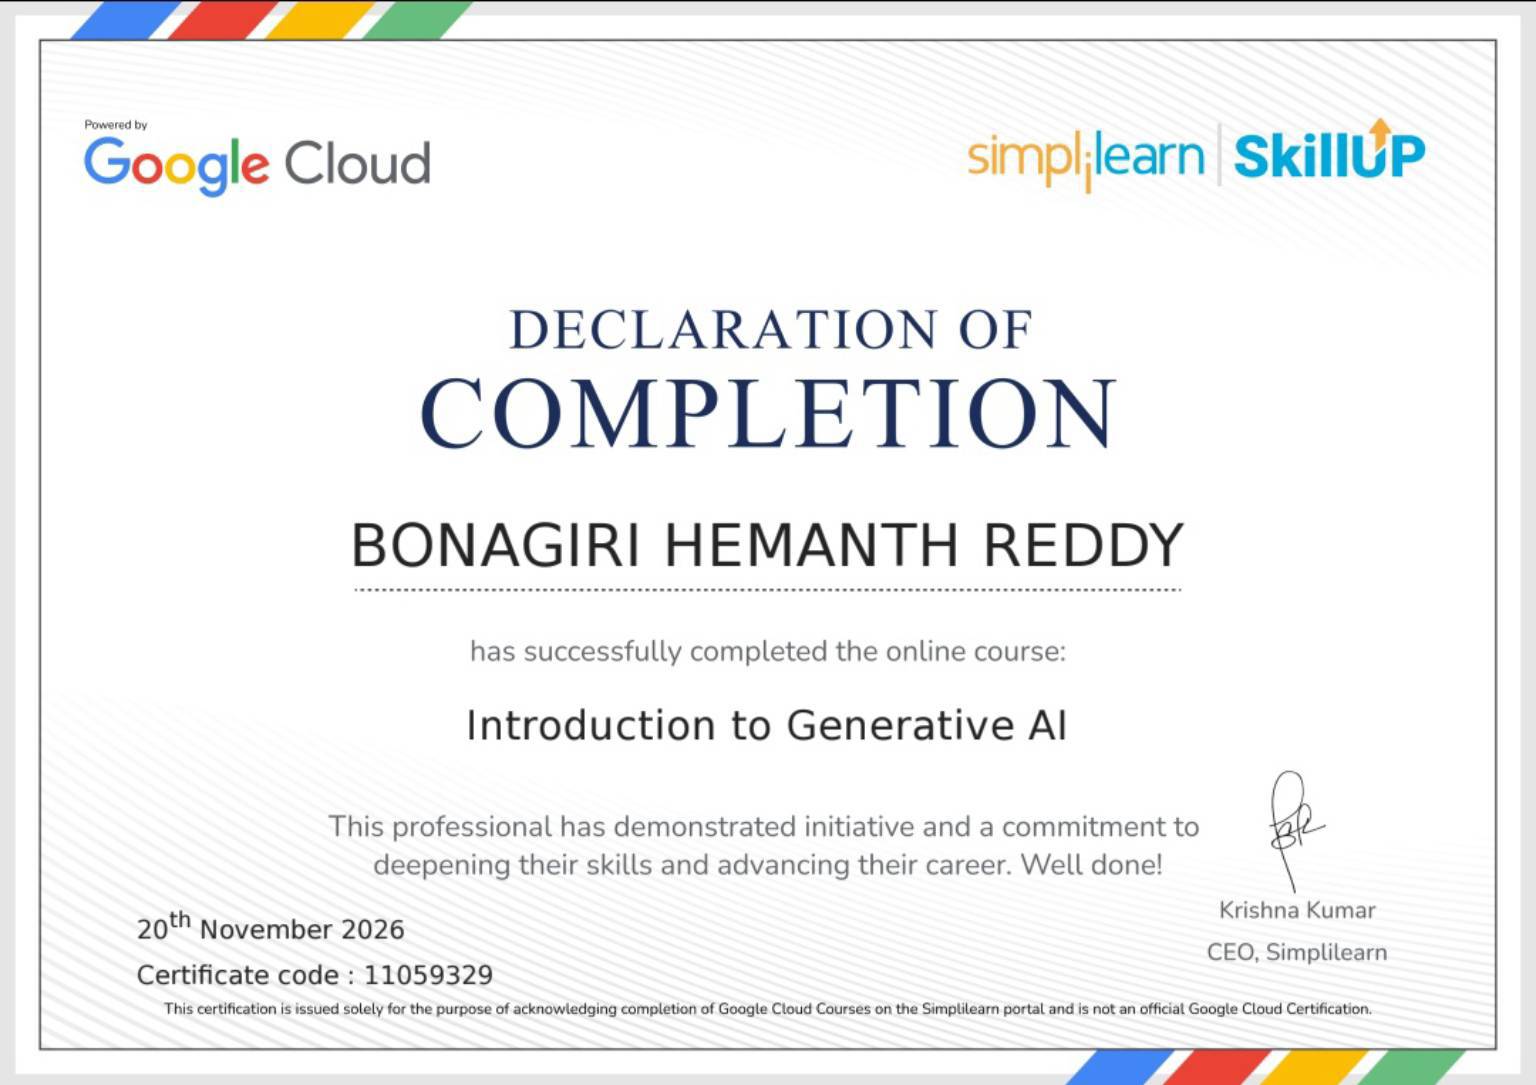 Powered by
Google Cloud
simplilearn | SkillUP
DECLARATION OF
COMPLETION
BONAGIRI HEMANTH REDDY
has successfully completed the online course:
Introduction to Generative AI
This professional has demonstrated initiative and a commitment to
deepening their skills and advancing their career. Well done!
Krishna Kumar
CEO, Simplilearn
20th November 2026
Certificate code : 11059329
This certification is issued solely for the purpose of acknowledging completion of Google Cloud Courses on the Simplilearn portal and is not an official Google Cloud Certification.